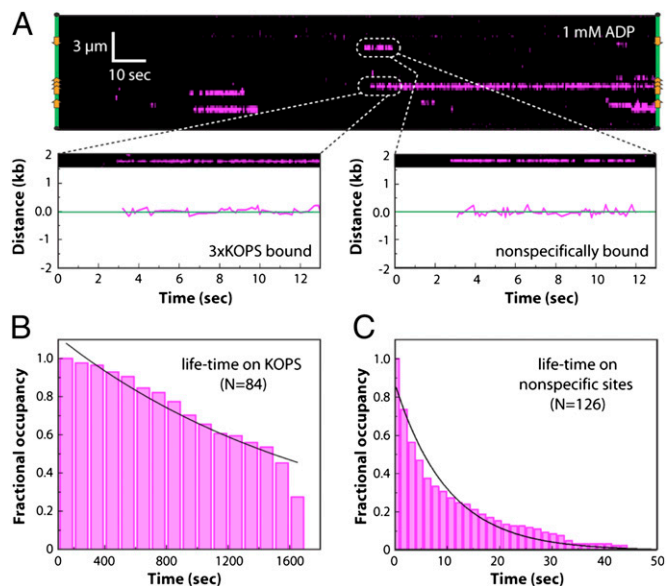 A
1 mM ADP
3 μm
10 sec
Distance (kb)
2
1
0.0
-1
-2
3xKOPS bound
0 2 4 6 8 10 12
Time (sec)
Distance (kb)
2
1
0.0
-1
-2
nonspecifically bound
0 2 4 6 8 10 12
Time (sec)
B
Fractional occupancy
1.0
0.8
0.6
0.4
0.2
0
life-time on KOPS
(N=84)
0 400 800 1200 1600
Time (sec)
C
Fractional occupancy
1.0
0.8
0.6
0.4
0.2
0
life-time on
nonspecific sites
(N=126)
0 10 20 30 40 50
Time (sec)